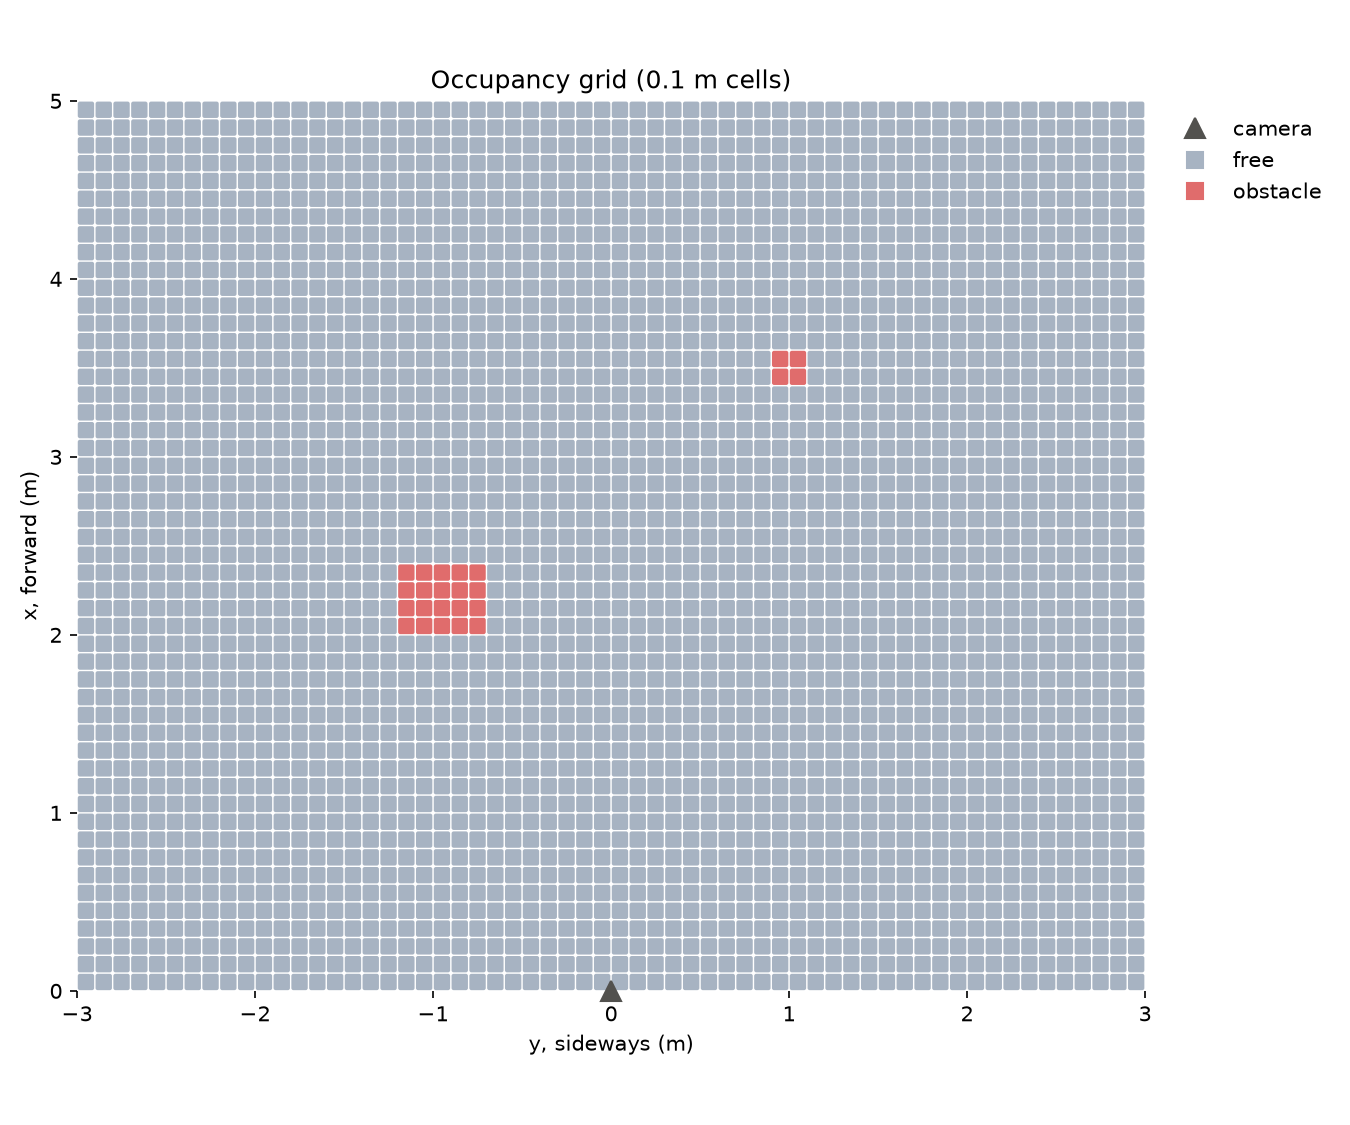 Occupancy grid (0.1 m cells)
camera
free
obstacle
5
4
3
2
1
0
x, forward (m)
−3 −2 −1 0 1 2 3
y, sideways (m)